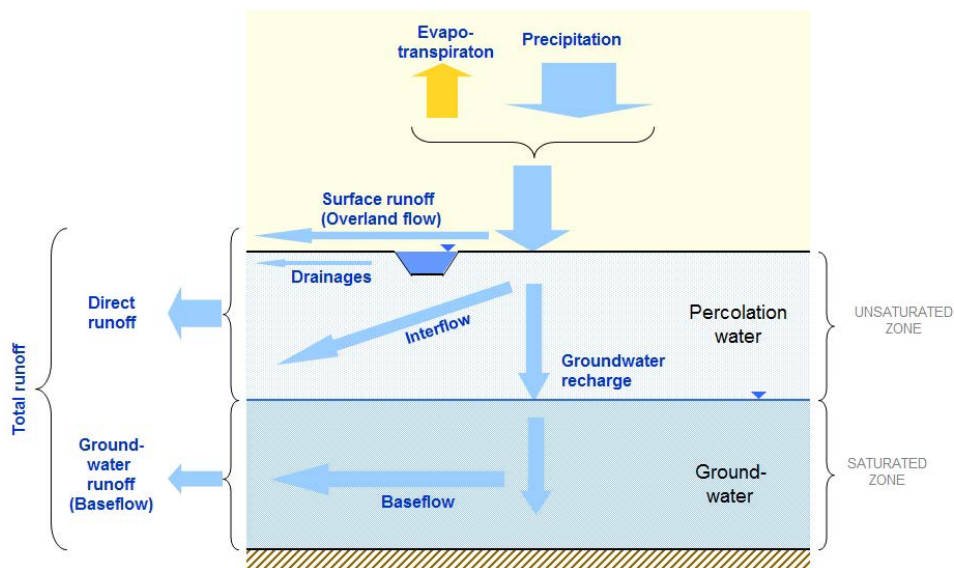 Evapo-
transpiraton
Precipitation
Surface runoff
(Overland flow)
Drainages
Direct
runoff
Interflow
Percolation
water
UNSATURATED
ZONE
Groundwater
recharge
Total runoff
Ground-
water
runoff
(Baseflow)
Baseflow
Ground-
water
SATURATED
ZONE